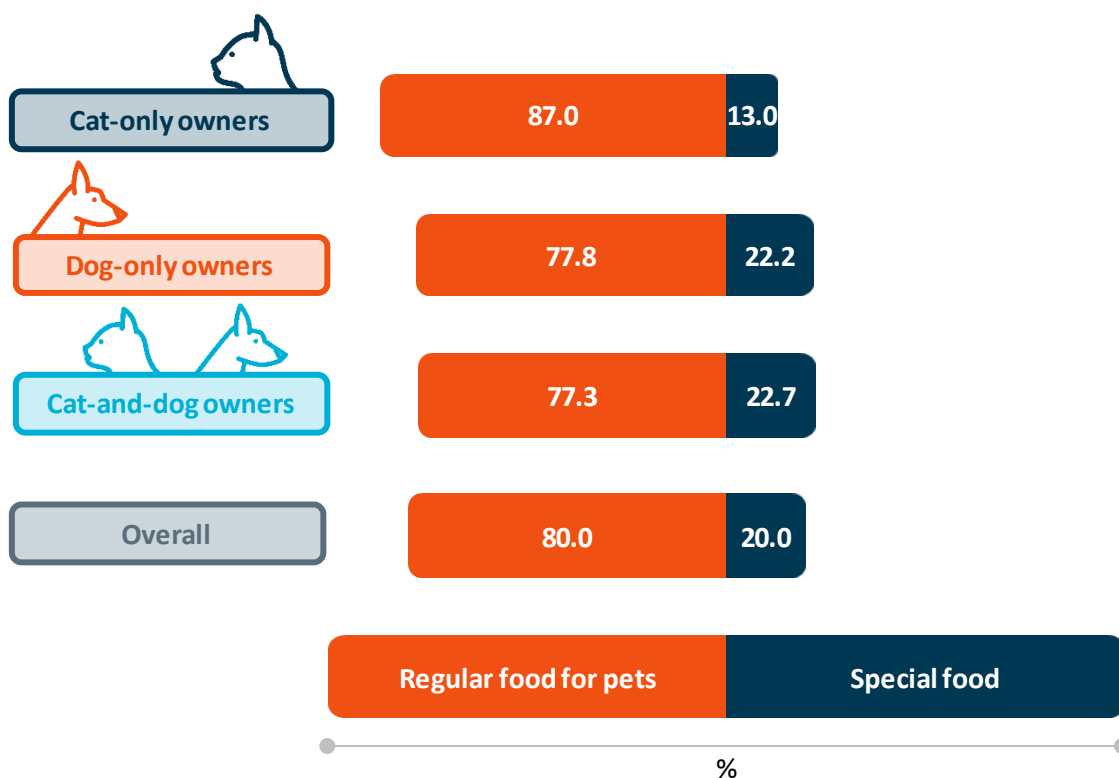 Cat-only owners
87.0
13.0
Dog-only owners
77.8
22.2
Cat-and-dog owners
77.3
22.7
Overall
80.0
20.0
Regular food for pets
Special food
%